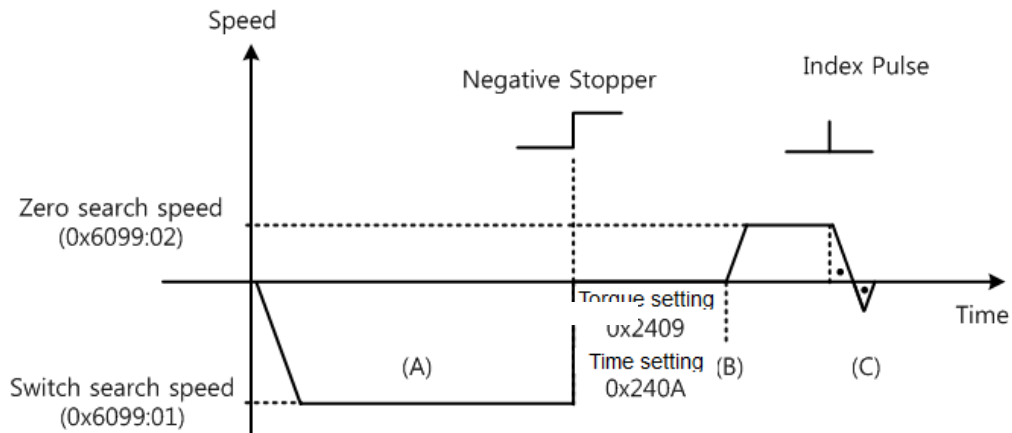 Speed
Negative Stopper
Index Pulse
Zero search speed
(0x6099:02)
Torque setting
0x2409
Time
Time setting
0x240A
(A)
(B)
(C)
Switch search speed
(0x6099:01)